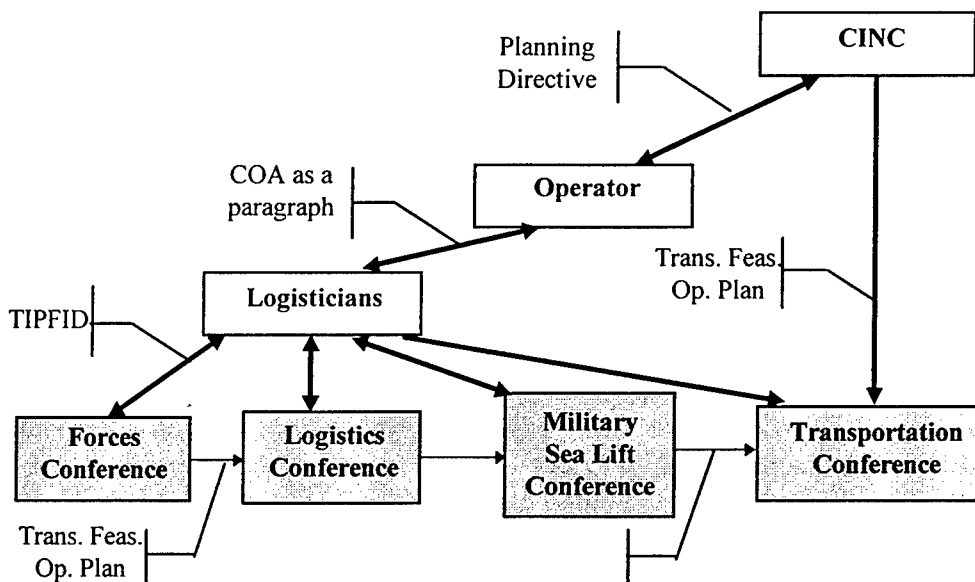 CINC
Planning
Directive
Operator
COA as a
paragraph
Trans. Feas.
Op. Plan
Logisticians
TIPFID
Forces
Conference
Logistics
Conference
Military
Sea Lift
Conference
Transportation
Conference
Trans. Feas.
Op. Plan